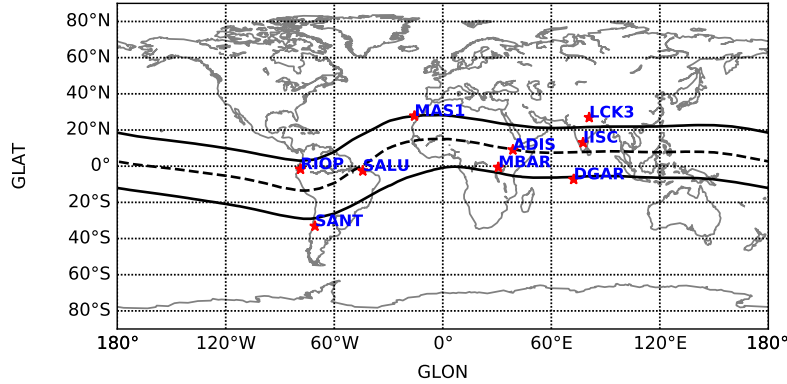 80°N
60°N
40°N
MAS1
LCK3
20°N
IISC
ADIS
GLAT
0°
RIOP
SALU
MBAR
DGAR
20°S
SANT
40°S
60°S
80°S
180°
120°W
60°W
0°
60°E
120°E
180°
GLON